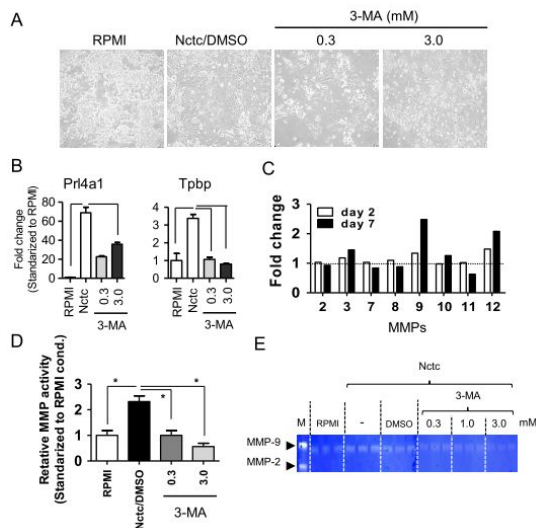 A
3-MA (mM)
RPMI Nctc/DMSO 0.3 3.0
B
Prl4a1 Tpbp
Fold change
(Standarized to RPMI)
80
60
40
20
0
RPMI
Nctc
0.3
3.0
3-MA
4
3
2
1
0
RPMI
Nctc
0.3
3.0
3-MA
C
Fold change
4
3
2
1
0
day 2
day 7
2 3 7 8 9 10 11 12
MMPs
D
Relative MMP activity
(Standarized to RPMI cond.)
4
3
2
1
0
* * *
RPMI
Nctc/DMSO
0.3
3.0
3-MA
E
Nctc
3-MA
M RPMI - DMSO 0.3 1.0 3.0 mM
MMP-9
MMP-2